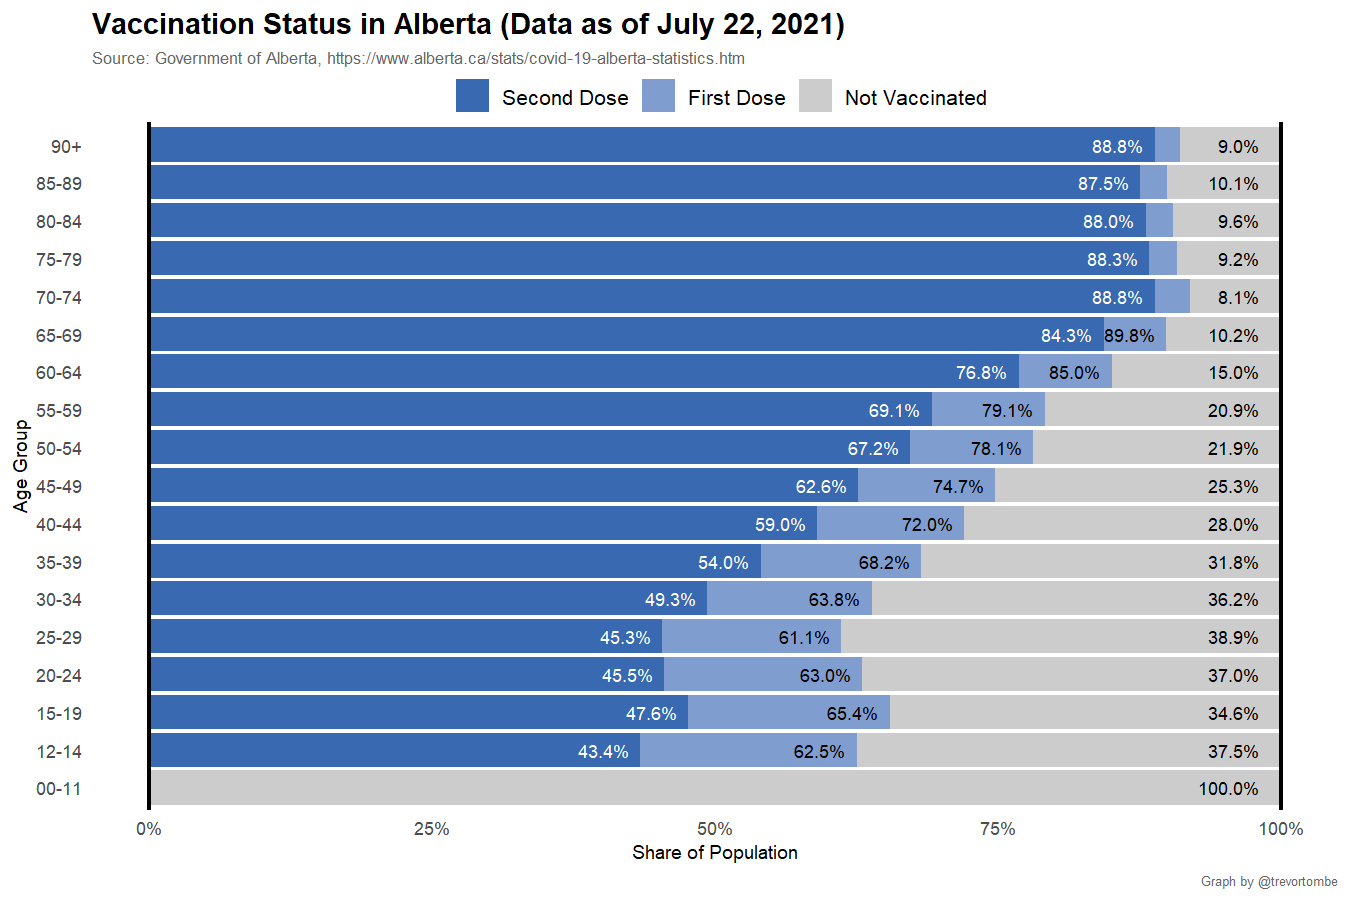 Vaccination Status in Alberta (Data as of July 22, 2021)
Source: Government of Alberta, https://www.alberta.ca/stats/covid-19-alberta-statistics.htm
Second Dose First Dose Not Vaccinated
90+ 88.8% 9.0%
85-89 87.5% 10.1%
80-84 88.0% 9.6%
75-79 88.3% 9.2%
70-74 88.8% 8.1%
65-69 84.3% 89.8% 10.2%
60-64 76.8% 85.0% 15.0%
55-59 69.1% 79.1% 20.9%
50-54 67.2% 78.1% 21.9%
Age Group
45-49 62.6% 74.7% 25.3%
40-44 59.0% 72.0% 28.0%
35-39 54.0% 68.2% 31.8%
30-34 49.3% 63.8% 36.2%
25-29 45.3% 61.1% 38.9%
20-24 45.5% 63.0% 37.0%
15-19 47.6% 65.4% 34.6%
12-14 43.4% 62.5% 37.5%
00-11 100.0%
0% 25% 50% 75% 100%
Share of Population
Graph by @trevortombe